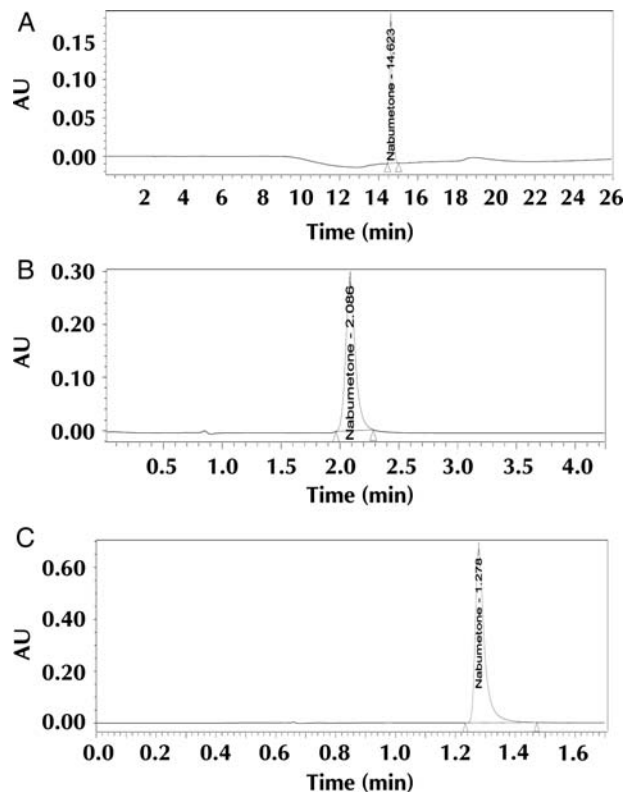 A
AU
0.15
0.10
0.05
0.00
Nabumetone - 14.623
2 4 6 8 10 12 14 16 18 20 22 24 26
Time (min)
B
AU
0.30
0.20
0.10
0.00
Nabumetone - 2.086
0.5 1.0 1.5 2.0 2.5 3.0 3.5 4.0
Time (min)
C
AU
0.60
0.40
0.20
0.00
Nabumetone - 1.278
0.0 0.2 0.4 0.6 0.8 1.0 1.2 1.4 1.6
Time (min)